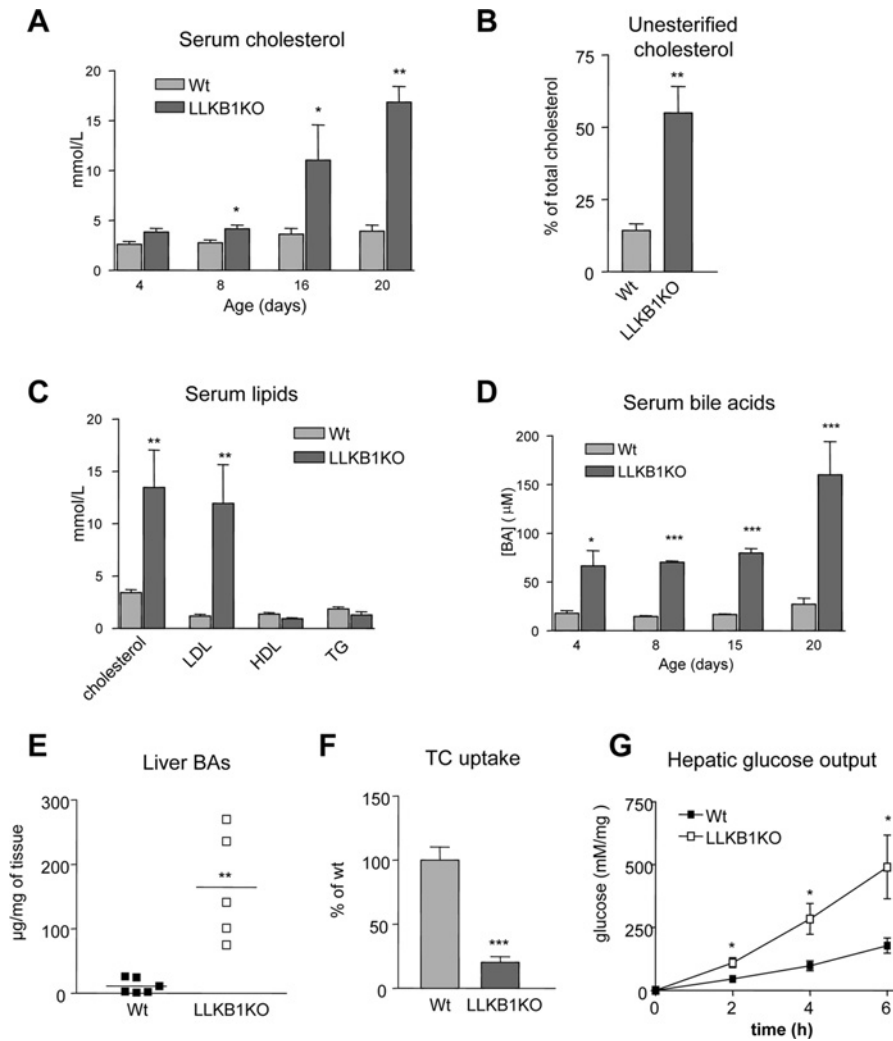 A
Serum cholesterol
Wt
LLKB1KO
mmol/L
20
15
10
5
0
*
*
**
4
8
16
20
Age (days)
B
Unesterified
cholesterol
% of total cholesterol
75
50
25
0
**
Wt
LLKB1KO
C
Serum lipids
Wt
LLKB1KO
mmol/L
20
15
10
5
0
**
**
cholesterol
LDL
HDL
TG
D
Serum bile acids
Wt
LLKB1KO
[BA] ( μM)
200
150
100
50
0
*
***
***
***
4
8
15
20
Age (days)
E
Liver BAs
µg/mg of tissue
300
200
100
0
**
Wt
LLKB1KO
F
TC uptake
% of wt
150
100
50
0
***
Wt
LLKB1KO
G
Hepatic glucose output
Wt
LLKB1KO
glucose (mM/mg)
750
500
250
0
*
*
*
0
2
4
6
time (h)